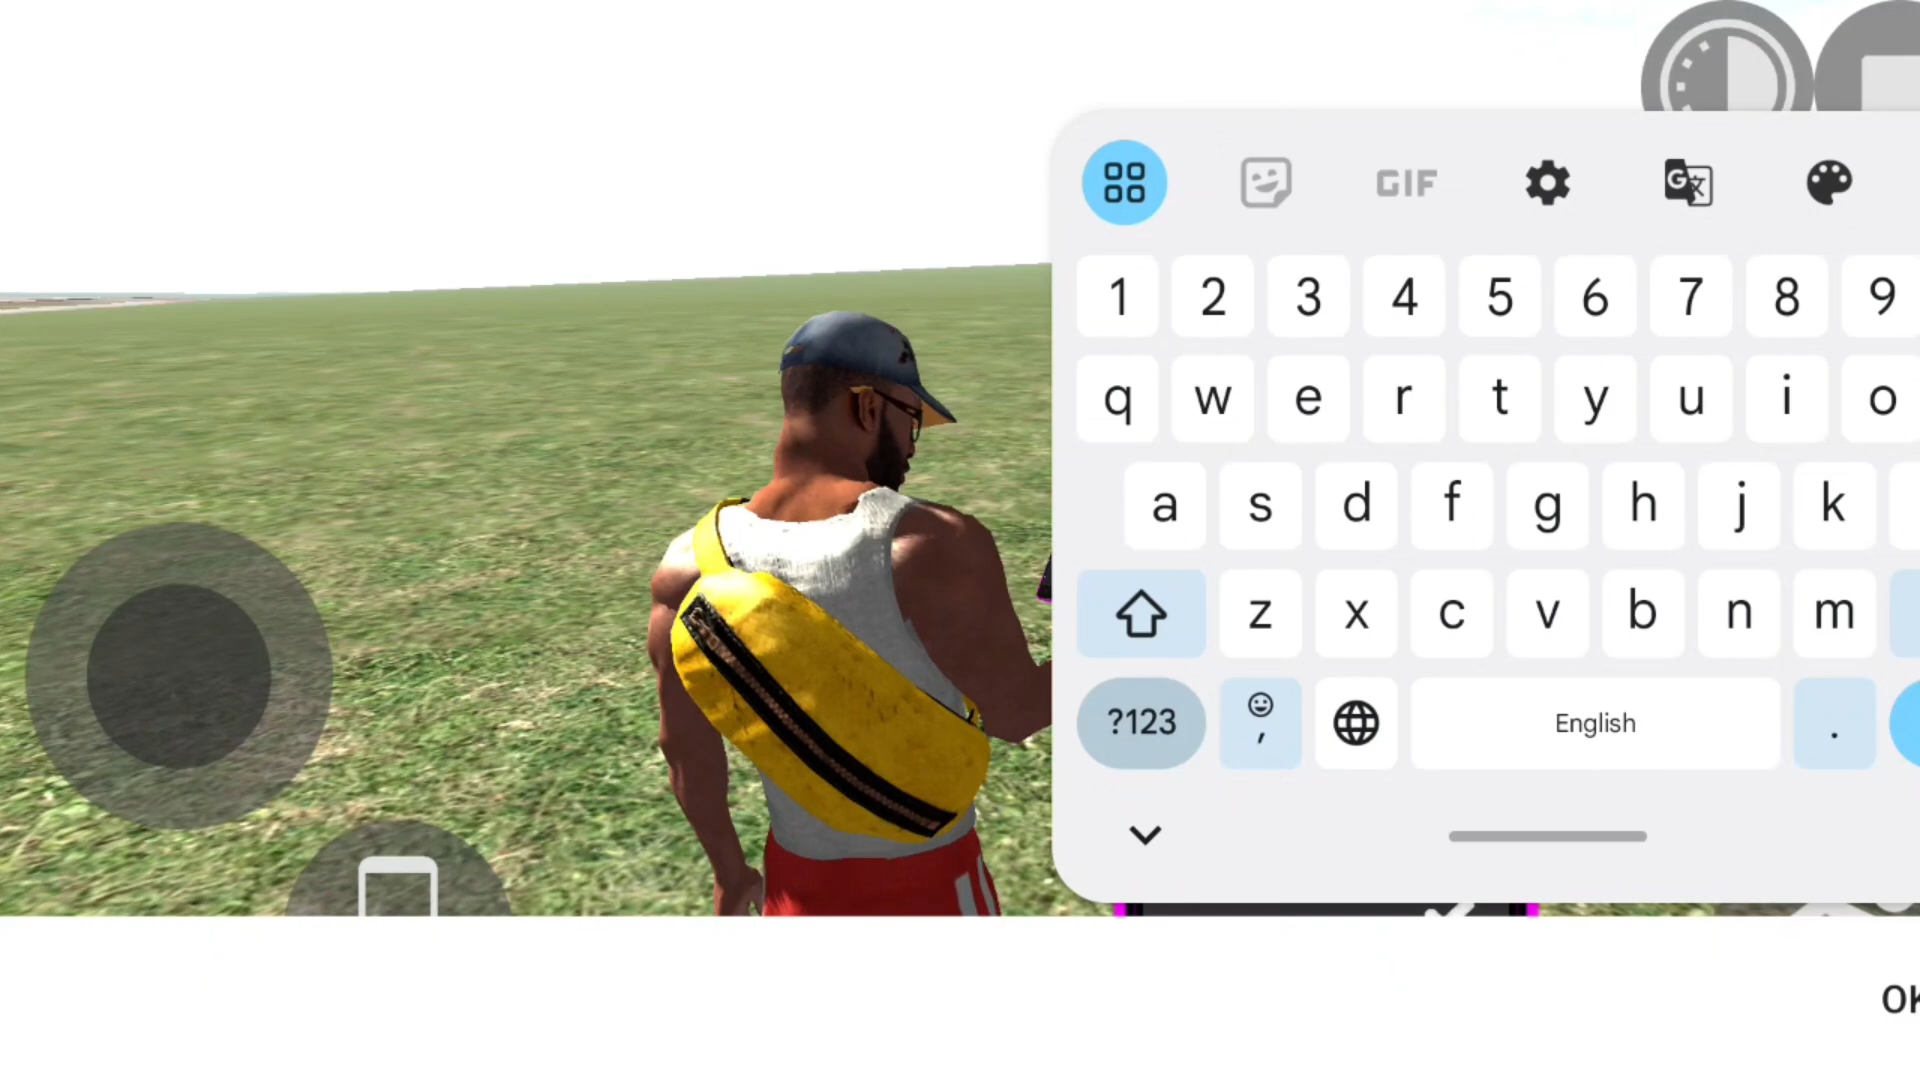 GIF
1 2 3 4 5 6 7 8 9
q w e r t y u i o
a s d f g h j k
z x c v b n m
?123 , English .
OK